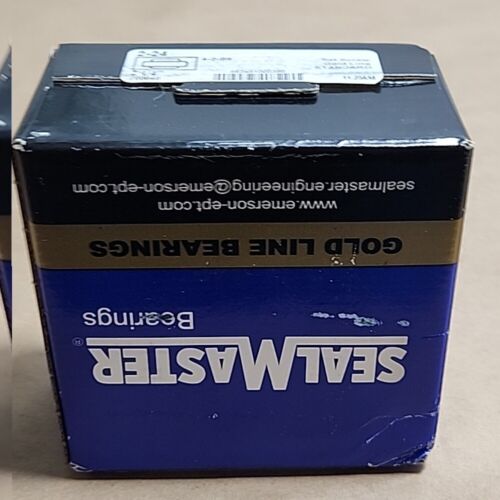 SEALMASTER®
Bearings
GOLD LINE BEARINGS
www.emerson-ept.com
sealmaster.engineering@emerson-ept.com
2-24